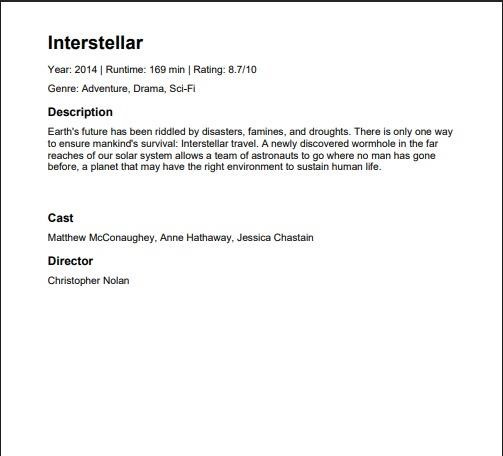 Interstellar
Year: 2014 | Runtime: 169 min | Rating: 8.7/10
Genre: Adventure, Drama, Sci-Fi
Description
Earth's future has been riddled by disasters, famines, and droughts. There is only one way
to ensure mankind's survival: Interstellar travel. A newly discovered wormhole in the far
reaches of our solar system allows a team of astronauts to go where no man has gone
before, a planet that may have the right environment to sustain human life.
Cast
Matthew McConaughey, Anne Hathaway, Jessica Chastain
Director
Christopher Nolan